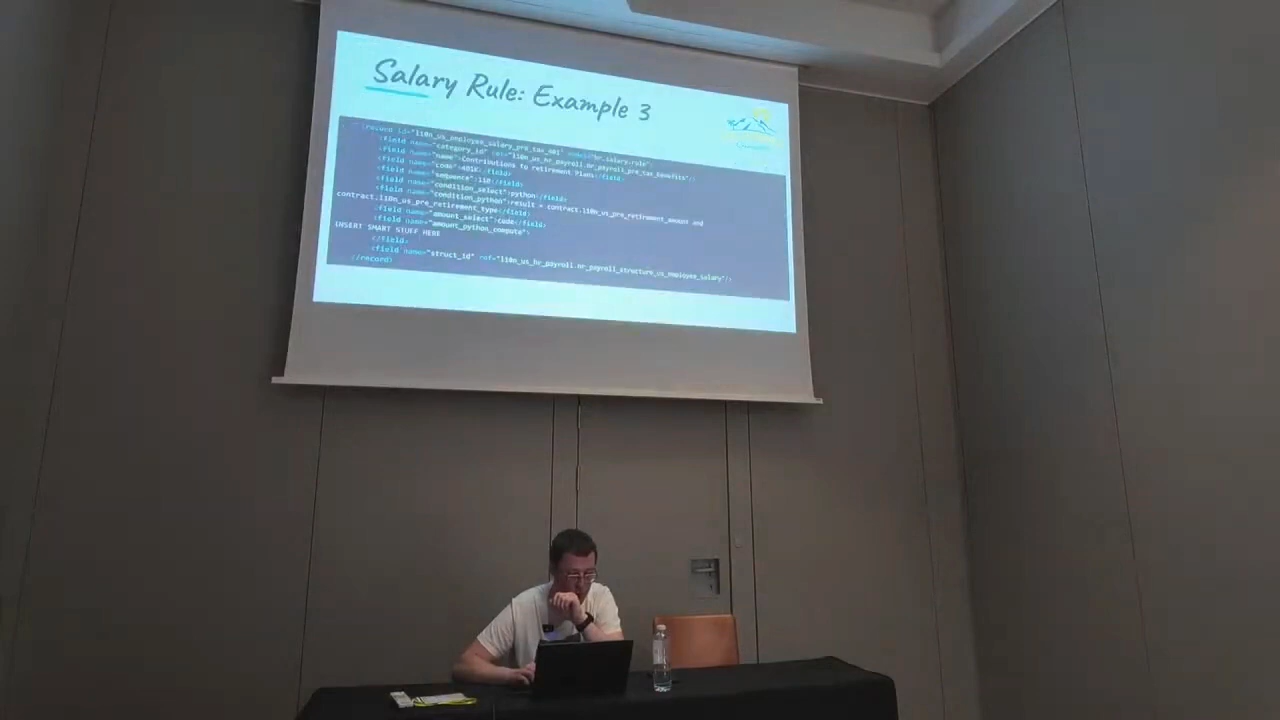 Salary Rule: Example 3
<record id="l10n_us_employee_salary_pre_tax_401" model="hr.salary.rule">
<field name="category_id" ref="l10n_us_hr_payroll.hr_payroll_pre_tax_benefits"/>
<field name="name">Contributions to retirement Plans</field>
<field name="code">401K</field>
<field name="sequence">110</field>
<field name="condition_select">python</field>
<field name="condition_python">result = contract.l10n_us_pre_retirement_amount and
contract.l10n_us_pre_retirement_type</field>
<field name="amount_select">code</field>
<field name="amount_python_compute">
INSERT SMART STUFF HERE
</field>
<field name="struct_id" ref="l10n_us_hr_payroll.hr_payroll_structure_us_employee_salary"/>
</record>